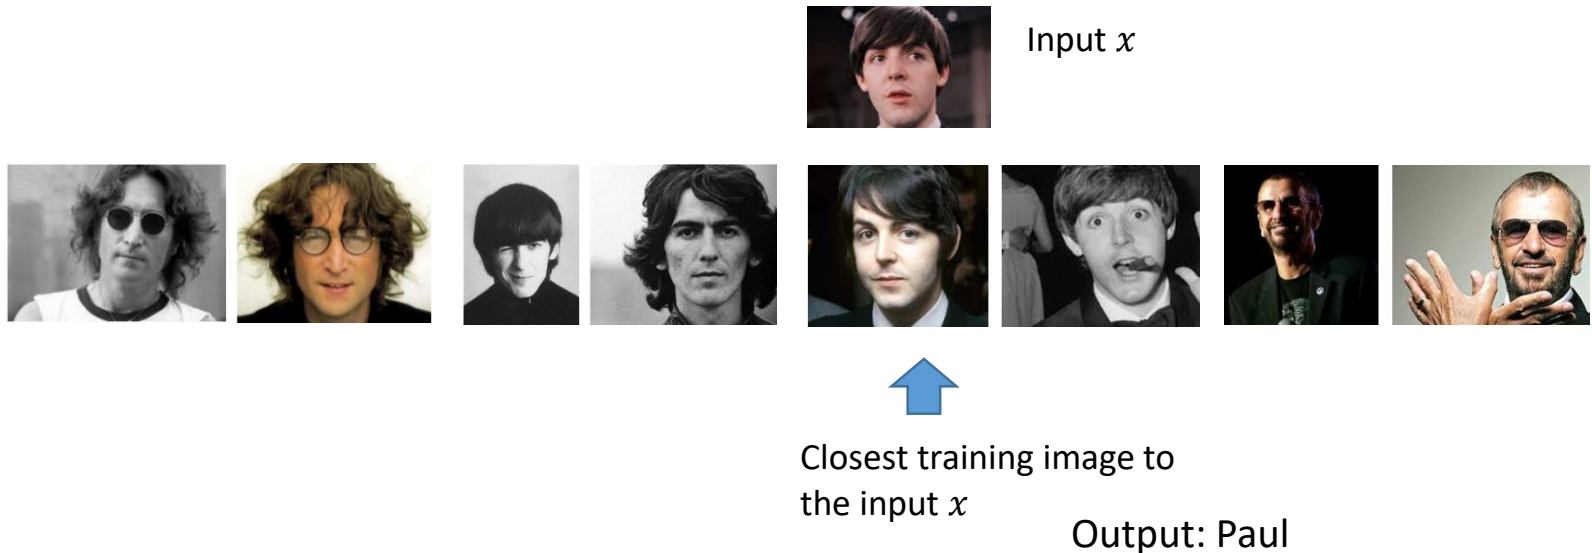 Input 𝑥
Closest training image to
the input 𝑥
Output: Paul